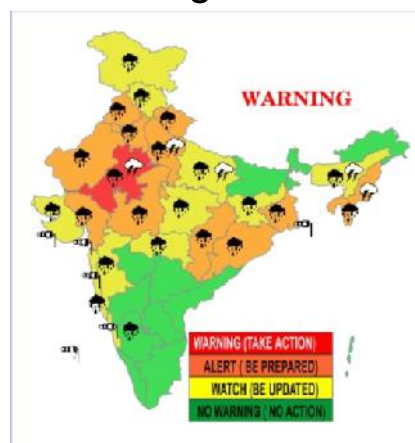 WARNING
WARNING (TAKE ACTION)
ALERT ( BE PREPARED)
WATCH (BE UPDATED)
NO WARNING ( NO ACTION)